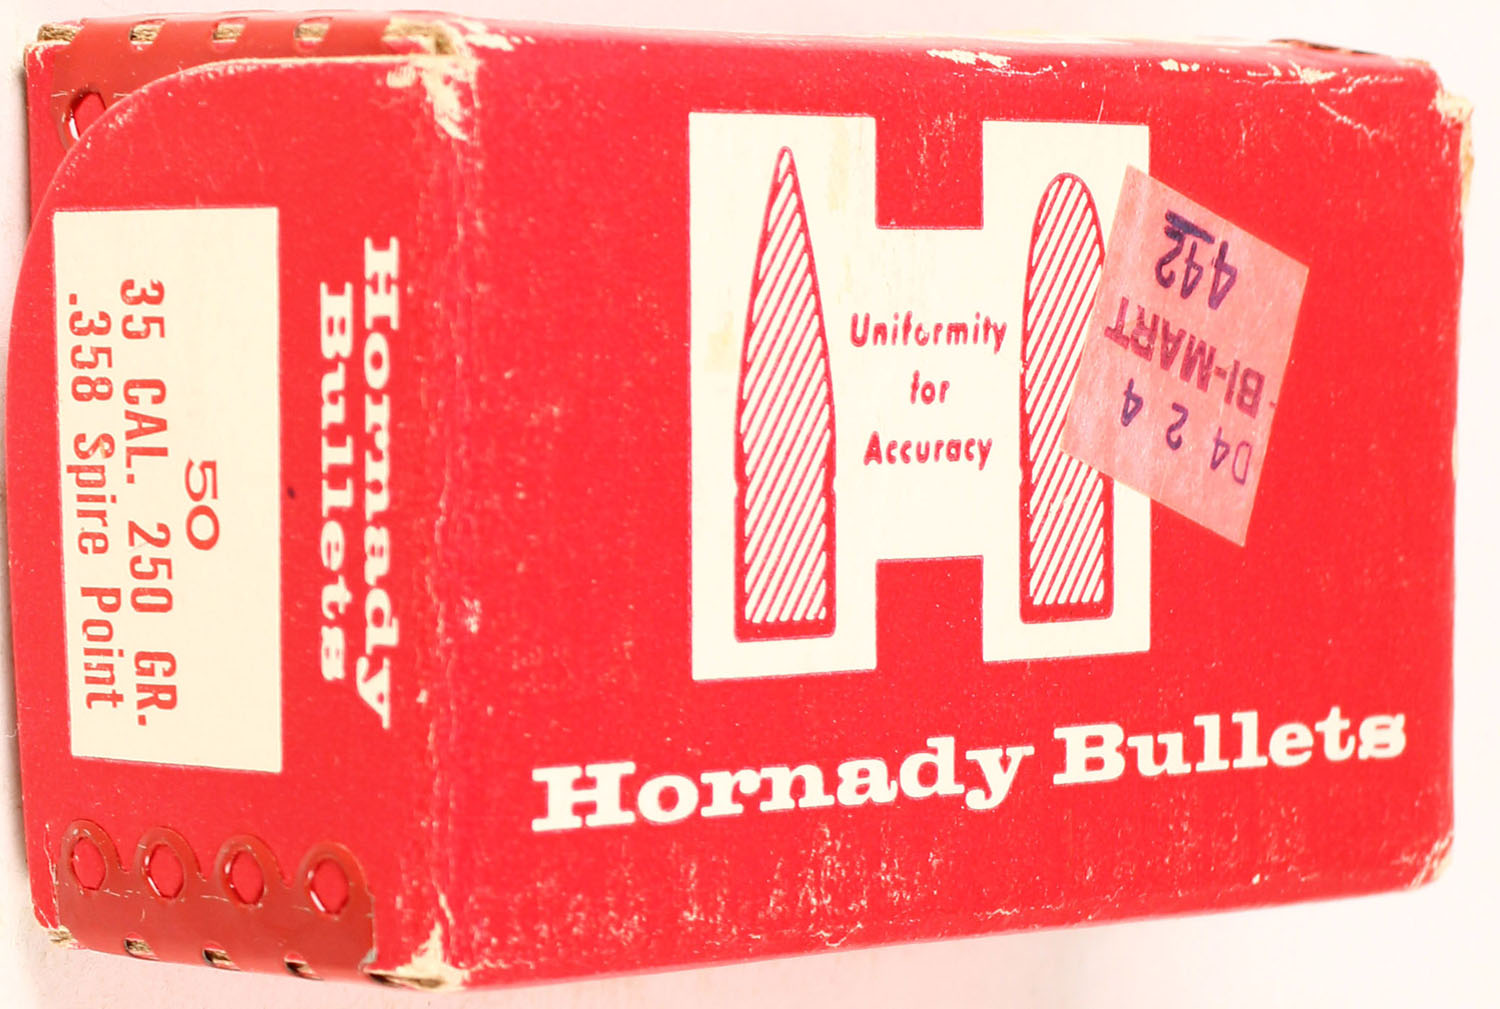 50
35 CAL. 250 GR.
.358 Spire Point
Hornady
Bullets
Uniformity
for
Accuracy
Hornady Bullets
D4 2 4
BI-MART
442